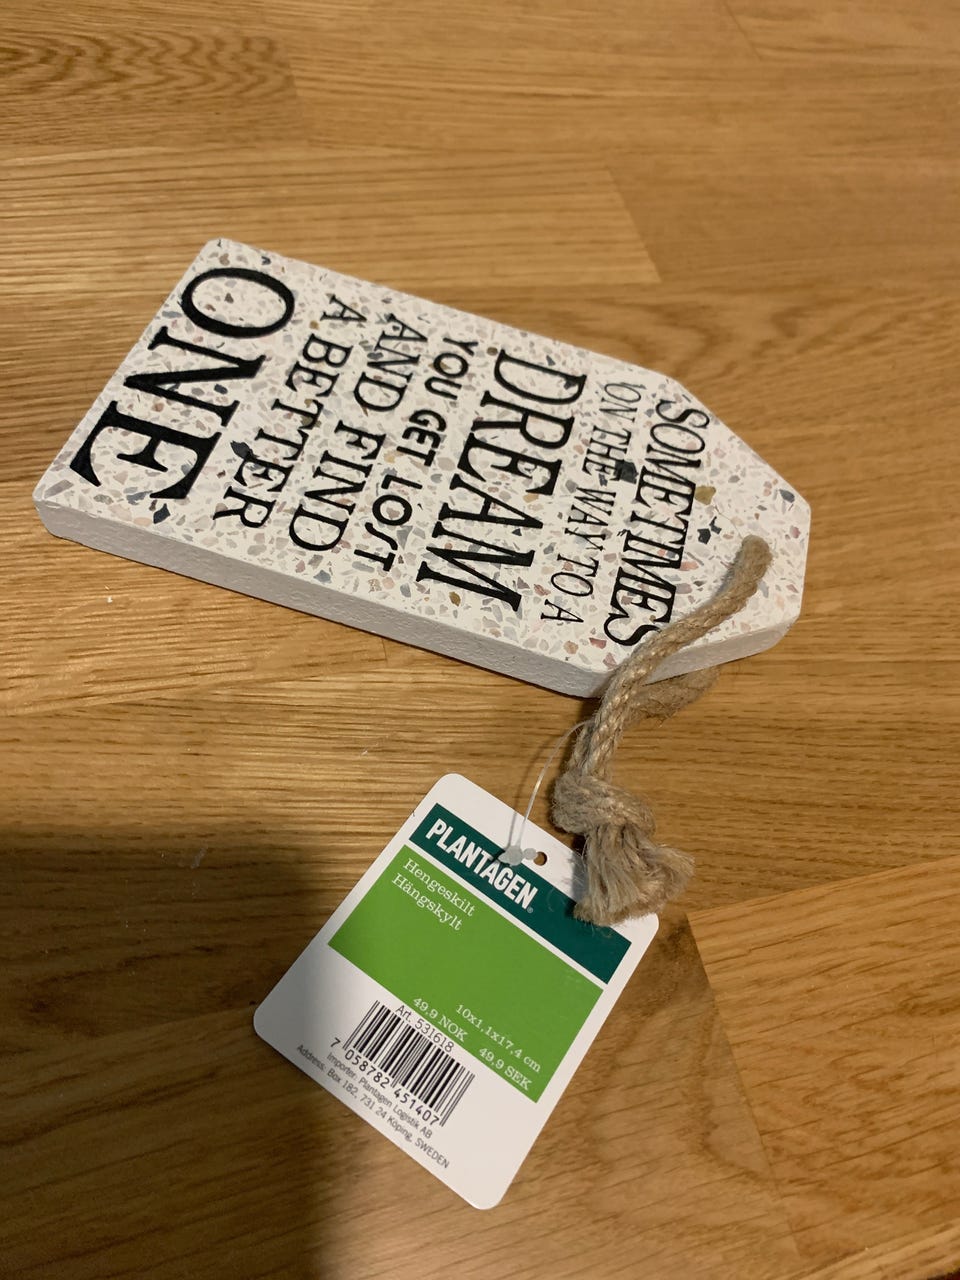 SOMETIMES
ON THE WAY TO A
DREAM
YOU GET LOST
AND FIND
A BETTER
ONE
PLANTAGEN®
Hengeskilt
Hängskylt
10x1,1x17,4 cm
49,9 NOK 49,9 SEK
Art. 531618
7 058782 451407
Importer: Plantagen Logistik AB
Address: Box 182, 731 24 Köping, SWEDEN